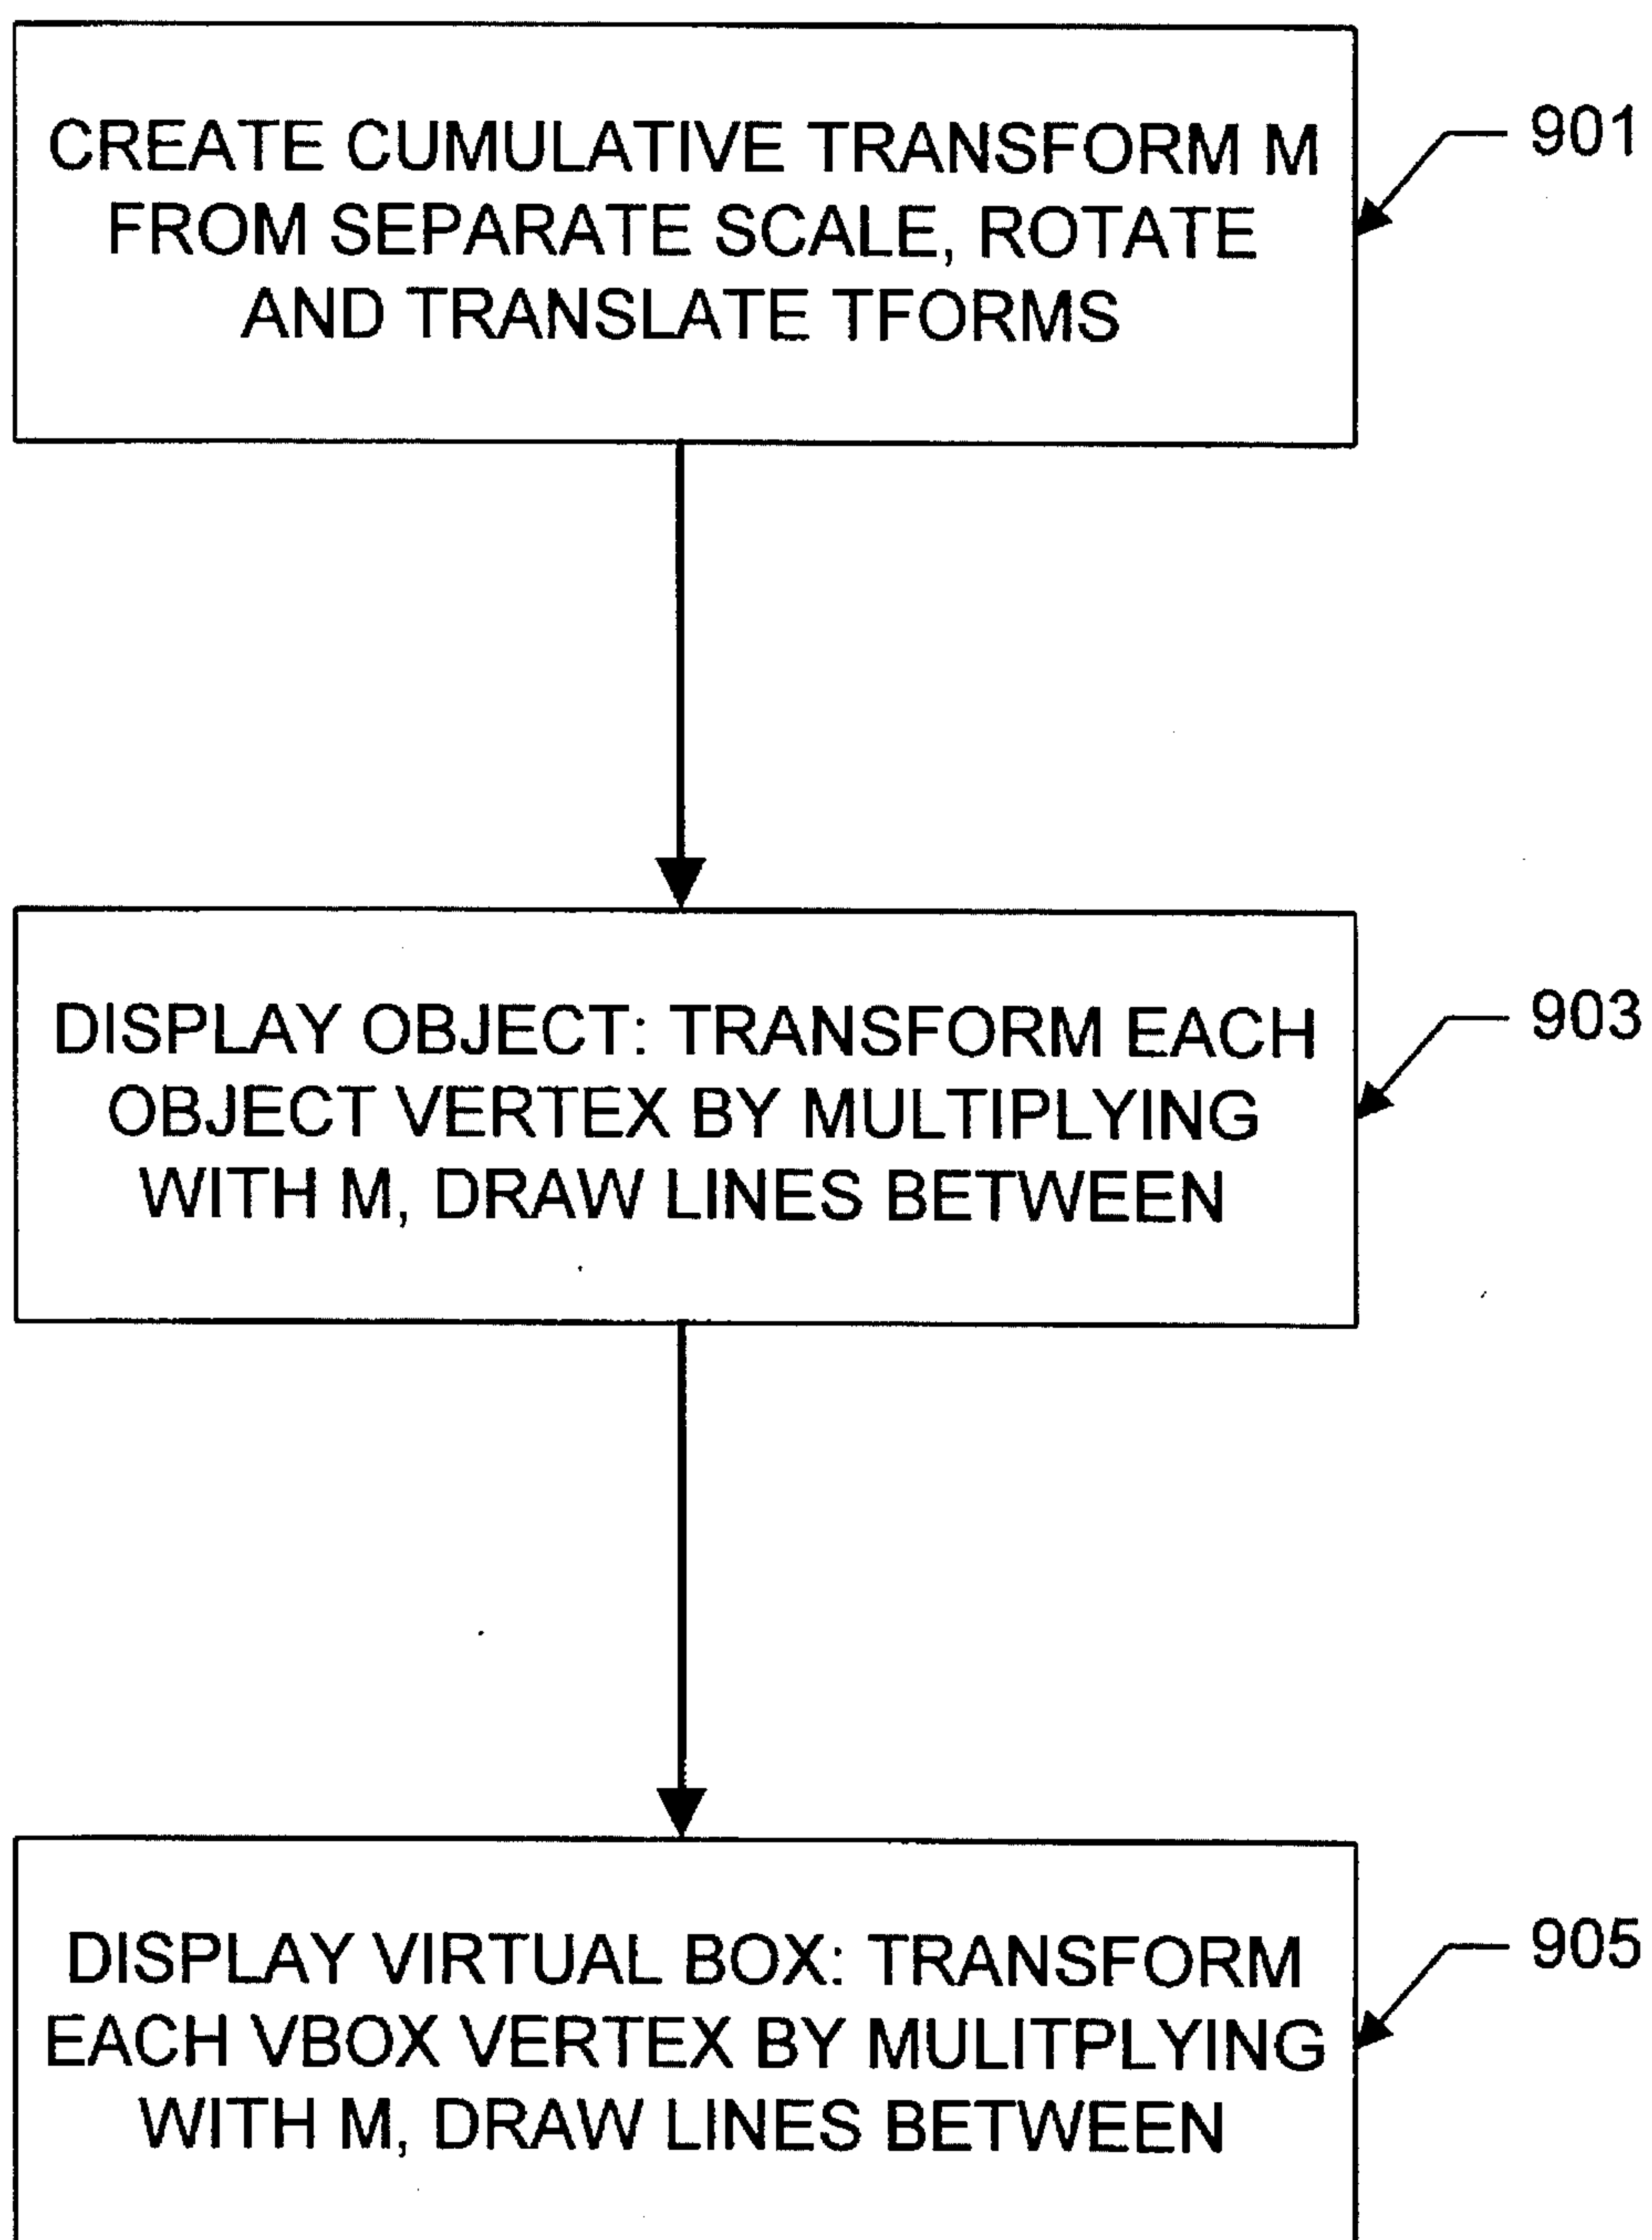 CREATE CUMULATIVE TRANSFORM M
FROM SEPARATE SCALE, ROTATE
AND TRANSLATE TFORMS
901
DISPLAY OBJECT: TRANSFORM EACH
OBJECT VERTEX BY MULTIPLYING
WITH M, DRAW LINES BETWEEN
903
DISPLAY VIRTUAL BOX: TRANSFORM
EACH VBOX VERTEX BY MULITPLYING
WITH M, DRAW LINES BETWEEN
905